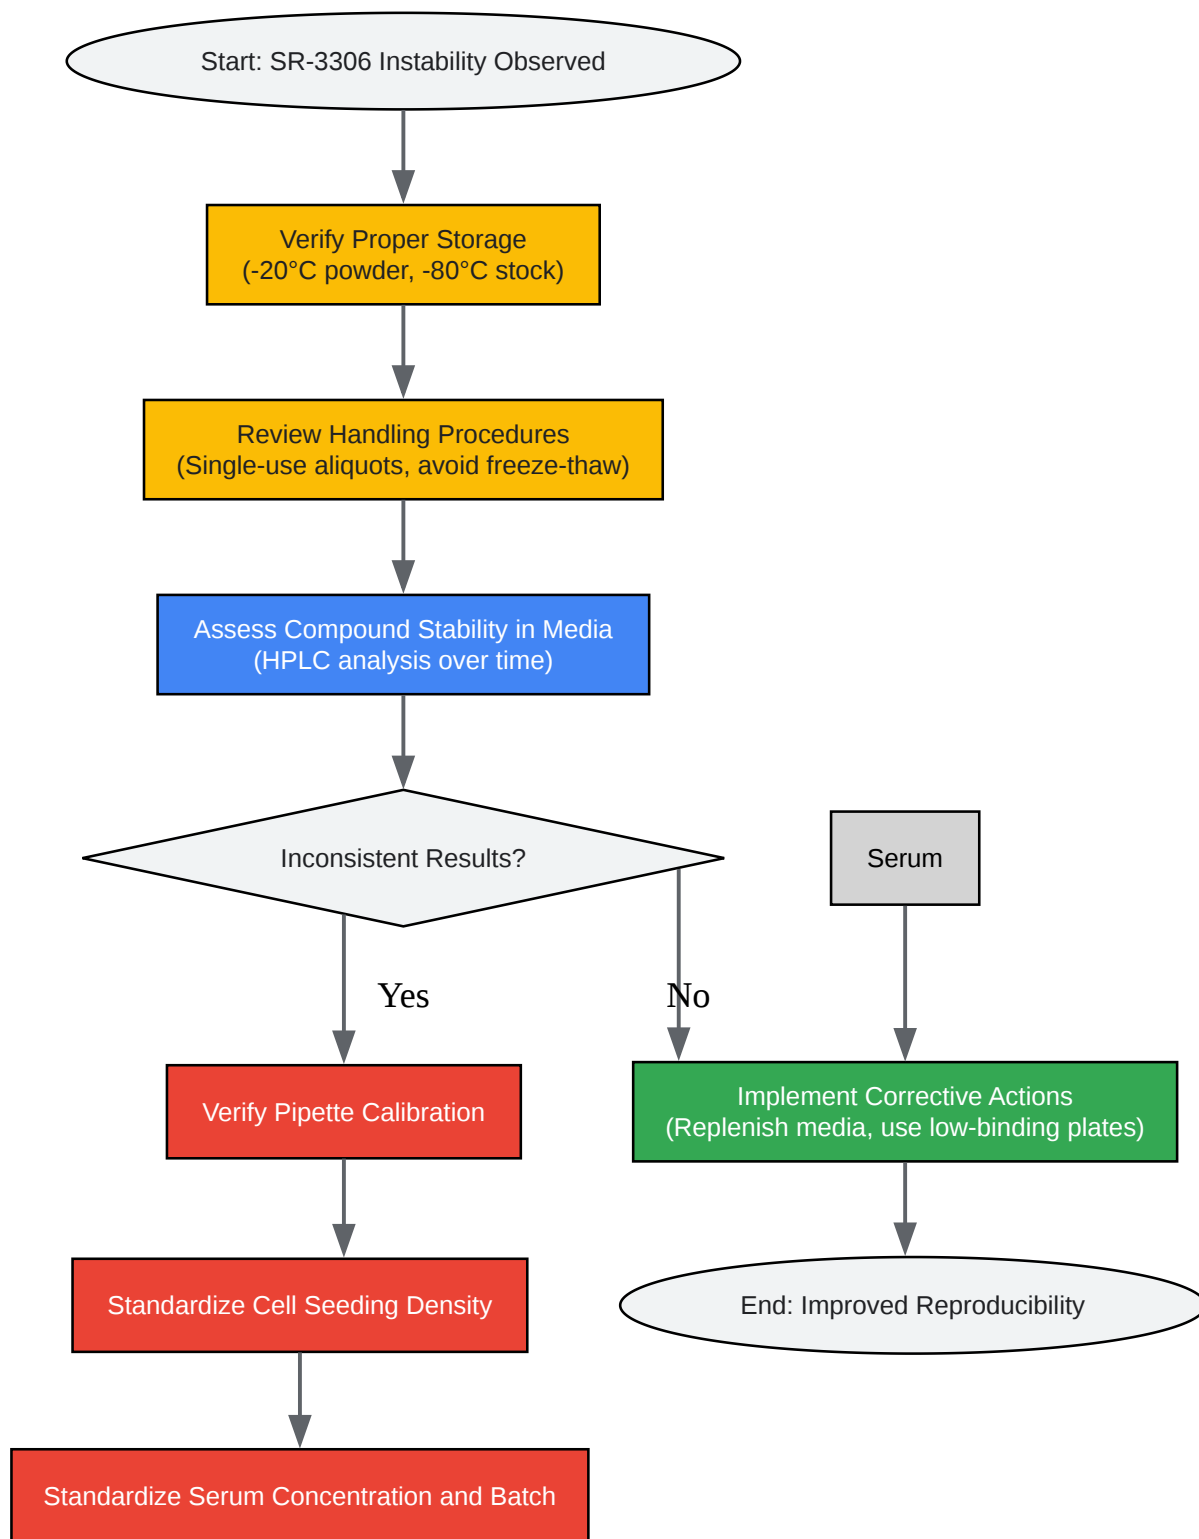 Start: SR-3306 Instability Observed
Verify Proper Storage
(-20°C powder, -80°C stock)
Review Handling Procedures
(Single-use aliquots, avoid freeze-thaw)
Assess Compound Stability in Media
(HPLC analysis over time)
Inconsistent Results?
Serum
Yes
No
Verify Pipette Calibration
Implement Corrective Actions
(Replenish media, use low-binding plates)
Standardize Cell Seeding Density
End: Improved Reproducibility
Standardize Serum Concentration and Batch